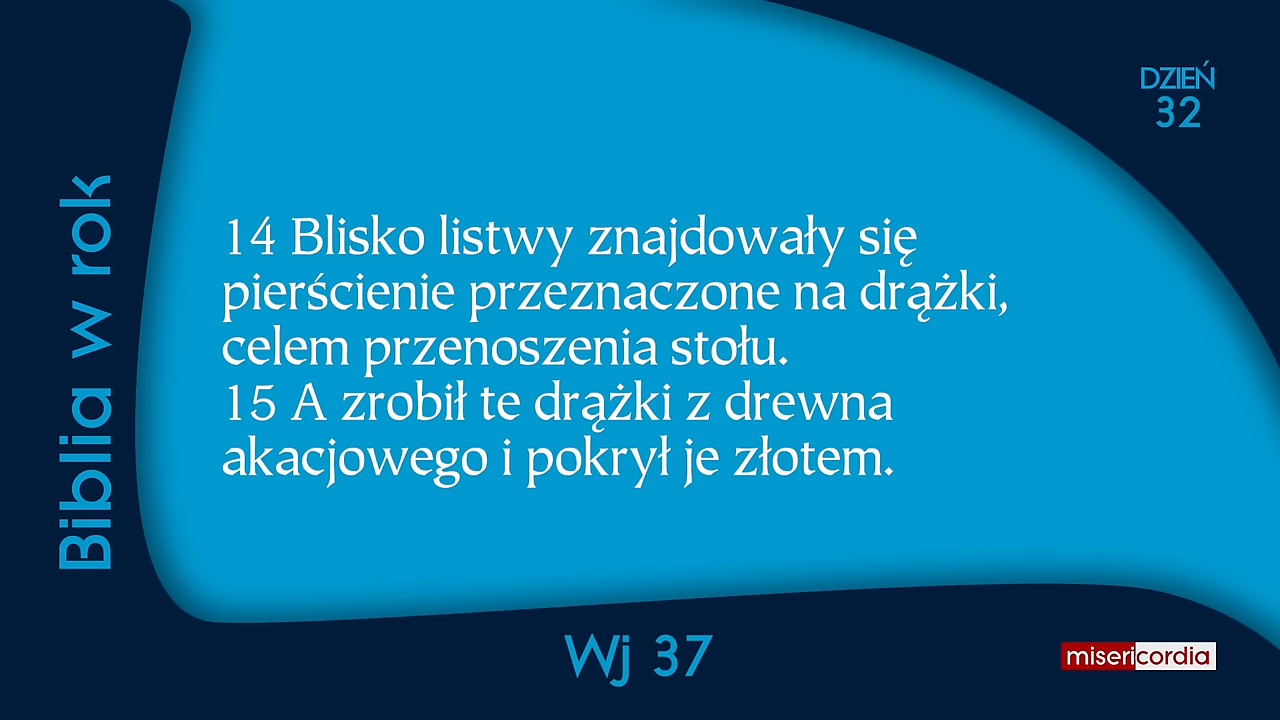 DZIEŃ
32
Biblia w rok
14 Blisko listwy znajdowały się
pierścienie przeznaczone na drążki,
celem przenoszenia stołu.
15 A zrobił te drążki z drewna
akacjowego i pokrył je złotem.
Wj 37
misericordia